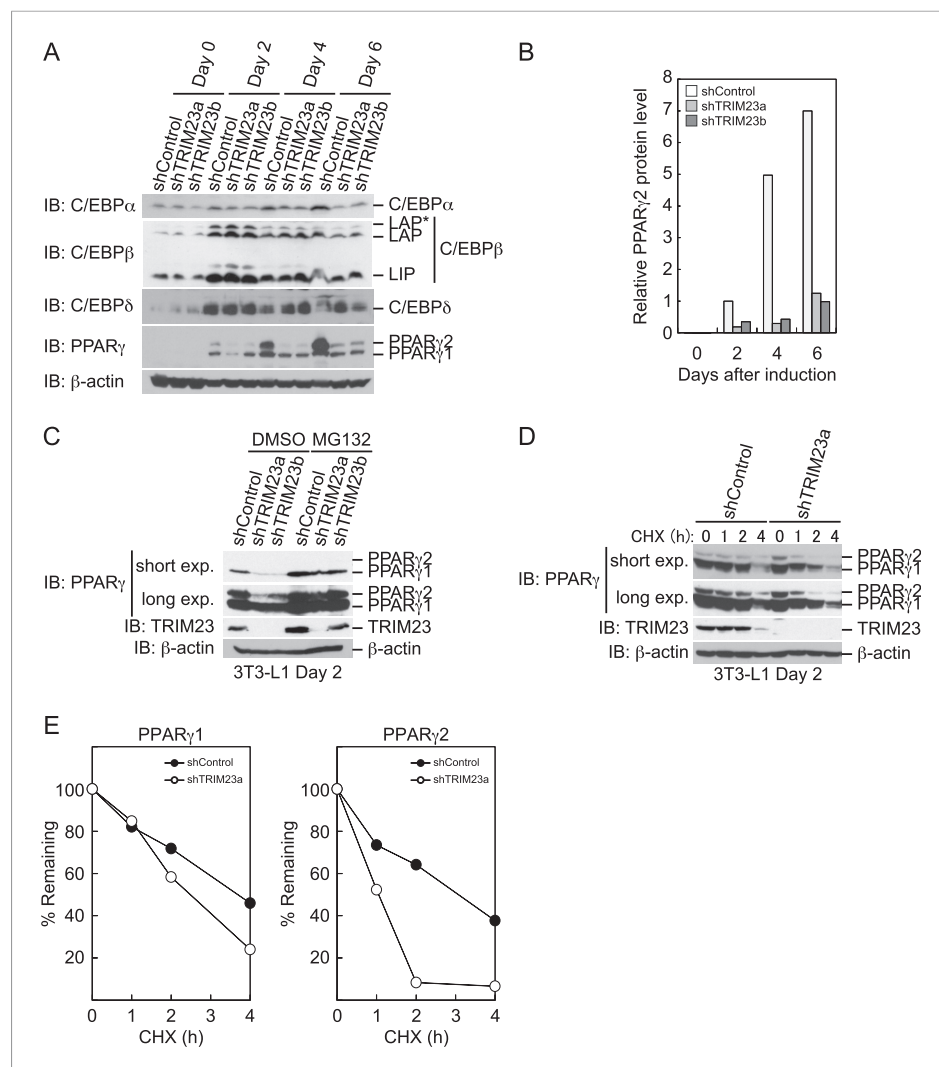 A
Day 0
Day 2
Day 4
Day 6
shControl
shTRIM23a
shTRIM23b
shControl
shTRIM23a
shTRIM23b
shControl
shTRIM23a
shTRIM23b
shControl
shTRIM23a
shTRIM23b
IB: C/EBPα
C/EBPα
LAP*
IB: C/EBPβ
LAP
C/EBPβ
LIP
IB: C/EBPδ
C/EBPδ
IB: PPARγ
PPARγ2
PPARγ1
IB: β-actin
B
Relative PPARγ2 protein level
8
7
6
5
4
3
2
1
0
shControl
shTRIM23a
shTRIM23b
0 2 4 6
Days after induction
C
DMSO MG132
shControl
shTRIM23a
shTRIM23b
shControl
shTRIM23a
shTRIM23b
IB: PPARγ
short exp.
PPARγ2
PPARγ1
long exp.
PPARγ2
PPARγ1
IB: TRIM23
TRIM23
IB: β-actin
β-actin
3T3-L1 Day 2
D
shControl
shTRIM23a
CHX (h): 0 1 2 4 0 1 2 4
IB: PPARγ
short exp.
PPARγ2
PPARγ1
long exp.
PPARγ2
PPARγ1
IB: TRIM23
TRIM23
IB: β-actin
β-actin
3T3-L1 Day 2
E
PPARγ1
shControl
shTRIM23a
% Remaining
100
80
60
40
20
0 1 2 3 4
CHX (h)
PPARγ2
shControl
shTRIM23a
% Remaining
100
80
60
40
20
0 1 2 3 4
CHX (h)